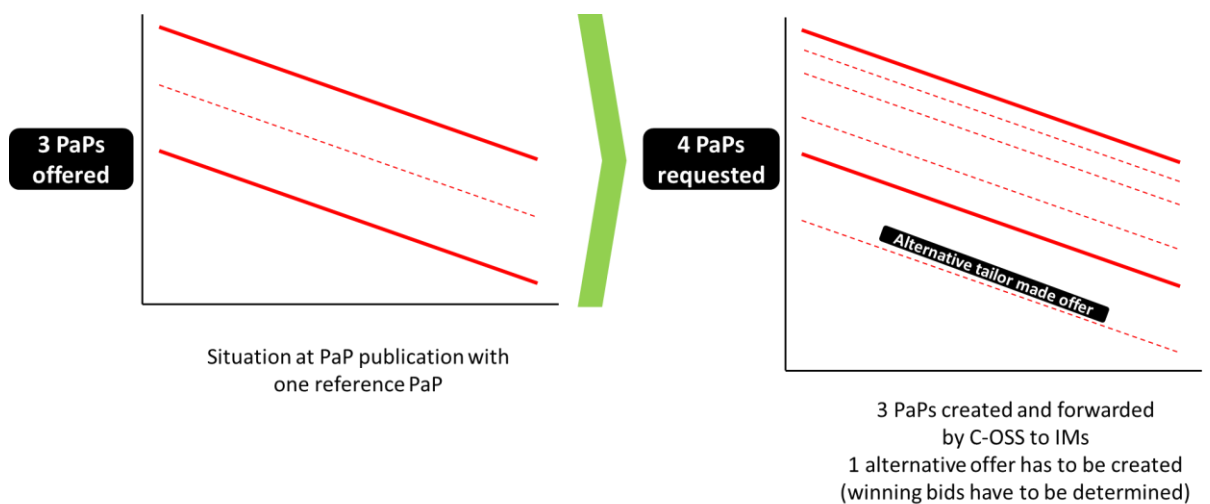 3 PaPs
offered
Situation at PaP publication with
one reference PaP
4 PaPs
requested
Alternative tailor made offer
3 PaPs created and forwarded
by C-OSS to IMs
1 alternative offer has to be created
(winning bids have to be determined)